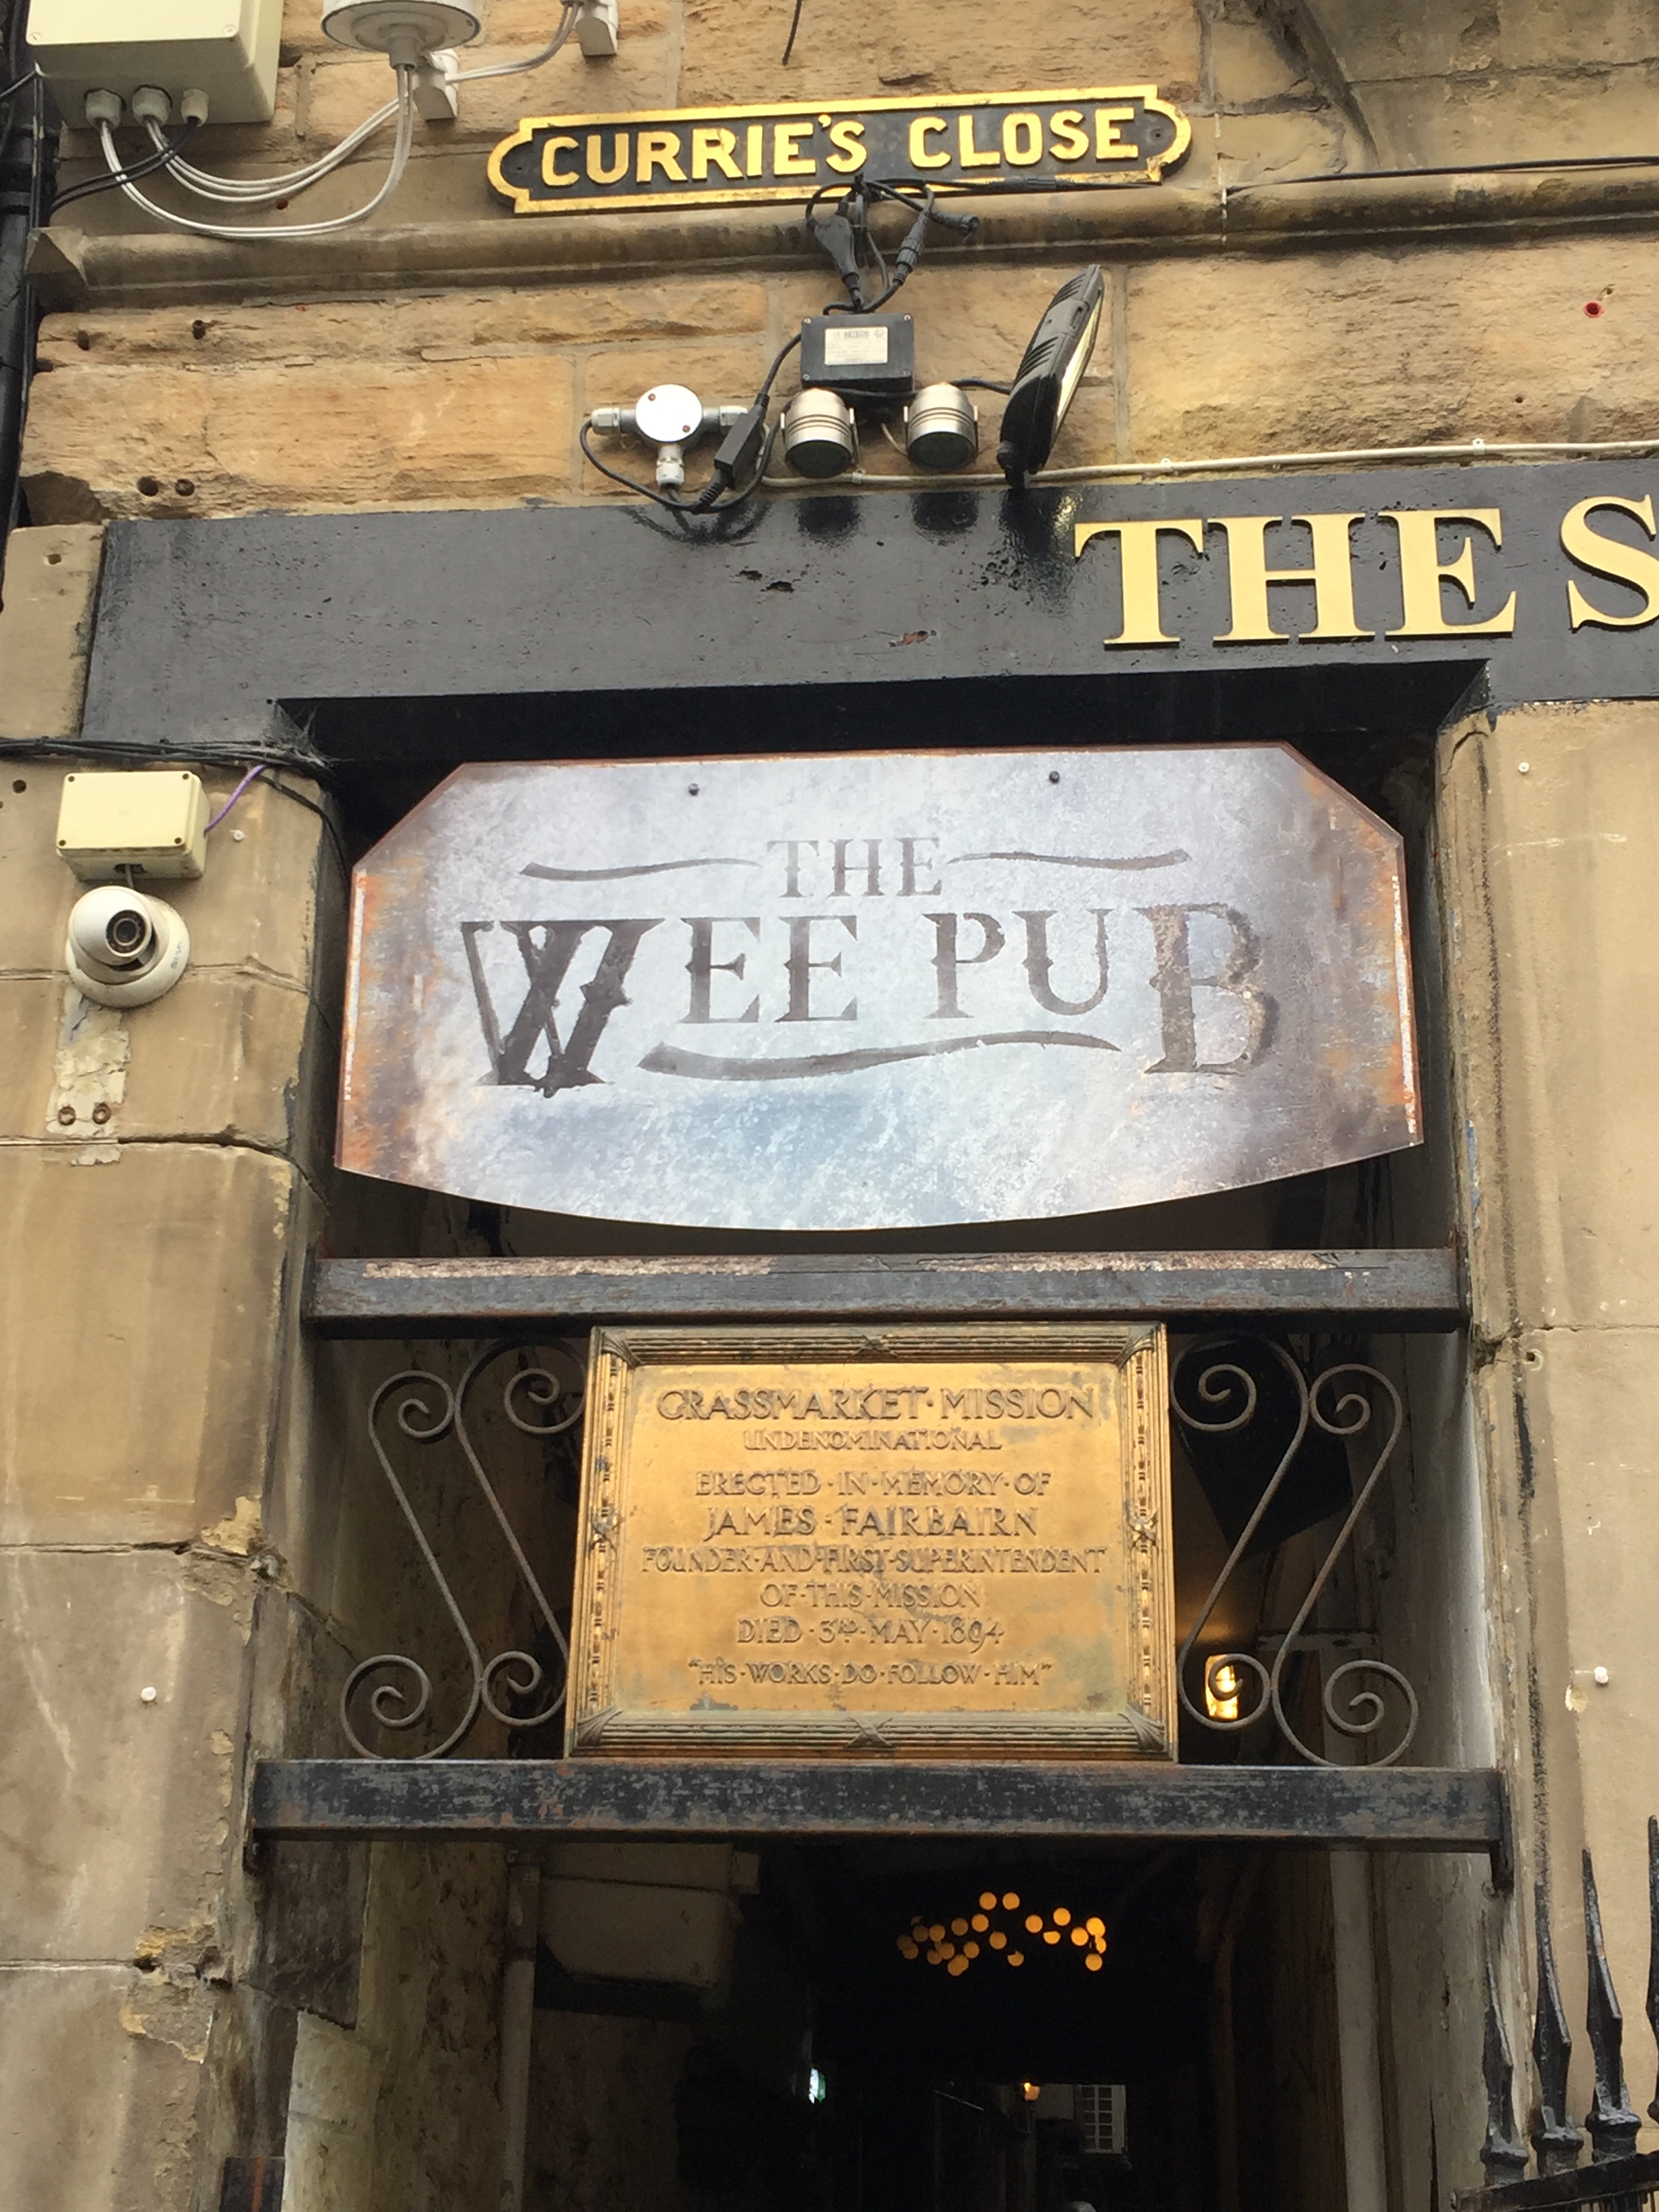 CURRIE'S CLOSE
THE S
THE
WEE PUB
GRASSMARKET·MISSION
UNDENOMINATIONAL
ERECTED·IN·MEMORY·OF
JAMES·FAIRBAIRN
FOUNDER·AND·FIRST·SUPERINTENDENT
OF·THIS·MISSION
DIED·3RD·MAY·1894
"HIS·WORKS·DO·FOLLOW·HIM"